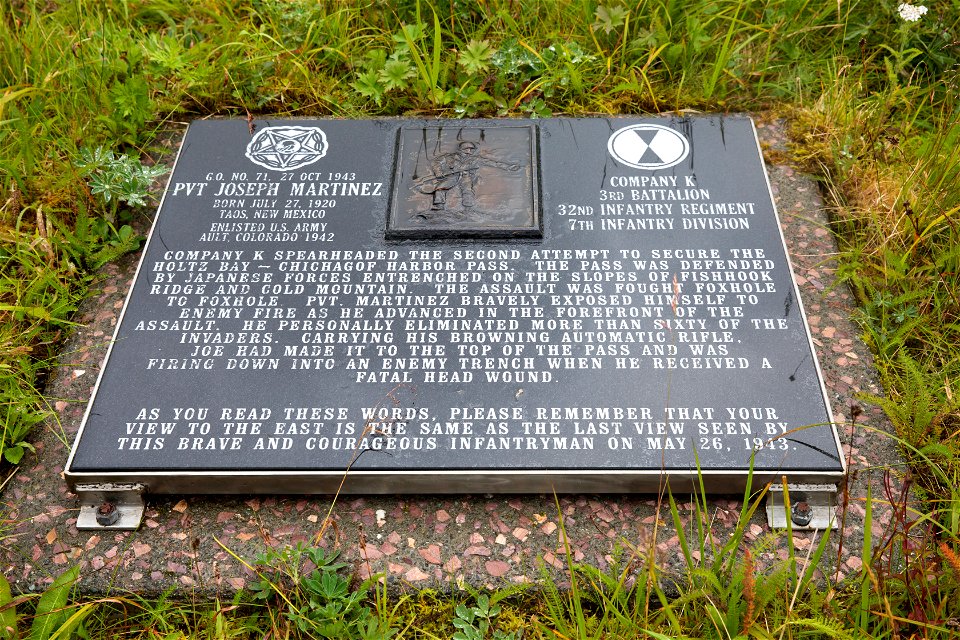 G.O. NO. 71, 27 OCT 1943
PVT JOSEPH MARTINEZ
BORN JULY 27, 1920
TAOS, NEW MEXICO
ENLISTED U.S. ARMY
AULT, COLORADO 1942
COMPANY K
3RD BATTALION
32ND INFANTRY REGIMENT
7TH INFANTRY DIVISION
COMPANY K SPEARHEADED THE SECOND ATTEMPT TO SECURE THE
HOLTZ BAY – CHICHAGOF HARBOR PASS. THE PASS WAS DEFENDED
BY JAPANESE FORCES ENTRENCHED ON THE SLOPES OF FISHHOOK
RIDGE AND COLD MOUNTAIN. THE ASSAULT WAS FOUGHT FOXHOLE
TO FOXHOLE. PVT. MARTINEZ BRAVELY EXPOSED HIMSELF TO
ENEMY FIRE AS HE ADVANCED IN THE FOREFRONT OF THE
ASSAULT. HE PERSONALLY ELIMINATED MORE THAN SIXTY OF THE
INVADERS. CARRYING HIS BROWNING AUTOMATIC RIFLE,
JOE HAD MADE IT TO THE TOP OF THE PASS AND WAS
FIRING DOWN INTO AN ENEMY TRENCH WHEN HE RECEIVED A
FATAL HEAD WOUND.
AS YOU READ THESE WORDS, PLEASE REMEMBER THAT YOUR
VIEW TO THE EAST IS THE SAME AS THE LAST VIEW SEEN BY
THIS BRAVE AND COURAGEOUS INFANTRYMAN ON MAY 26, 1943.